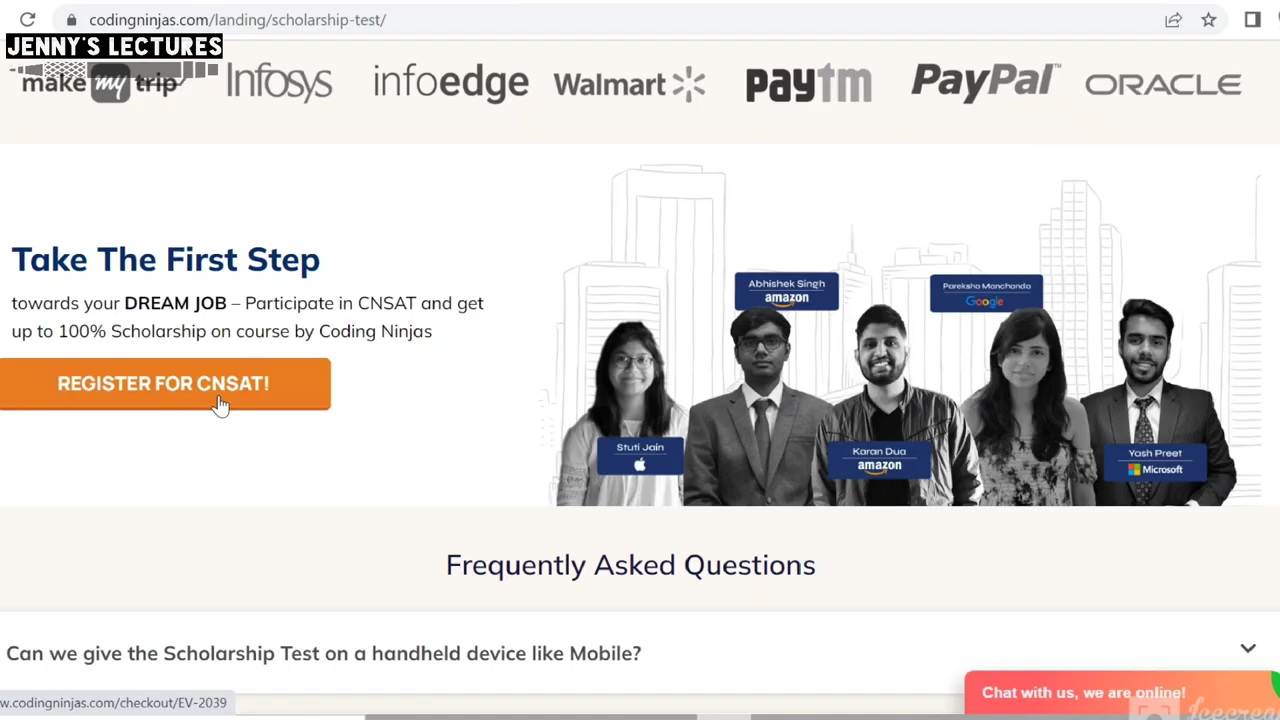 codingninjas.com/landing/scholarship-test/
JENNY'S LECTURES
make my trip
Infosys
infoedge
Walmart
paytm
PayPal™
ORACLE
Take The First Step
towards your DREAM JOB – Participate in CNSAT and get
up to 100% Scholarship on course by Coding Ninjas
REGISTER FOR CNSAT!
Abhishek Singh
amazon
Pareksha Manchanda
Google
Stuti Jain
Karan Dua
amazon
Yash Preet
Microsoft
Frequently Asked Questions
Can we give the Scholarship Test on a handheld device like Mobile?
w.codingninjas.com/checkout/EV-2039
Chat with us, we are online!